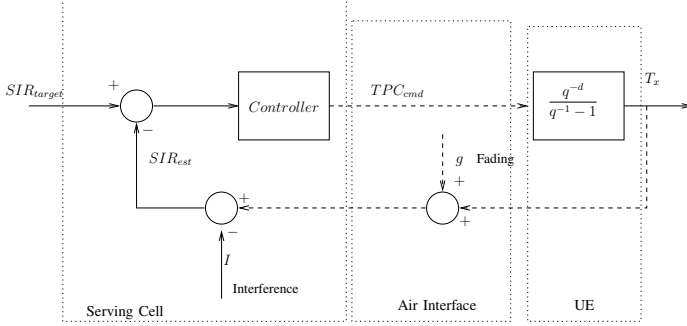 SIR_target
+
−
Controller
TPC_cmd
q^{-d}
q^{-1} − 1
T_x
SIR_est
g Fading
+
+
+
−
I
Interference
Serving Cell
Air Interface
UE